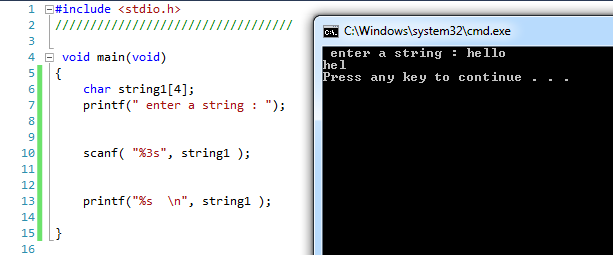 1 #include <stdio.h>
2 //////////////////////////////////
3
4 void main(void)
5 {
6 char string1[4];
7 printf(" enter a string : ");
8
9
10 scanf( "%3s", string1 );
11
12
13 printf("%s  \n", string1 );
14
15 }
16
C:\Windows\system32\cmd.exe
C:\.
enter a string : hello
hel
Press any key to continue . . .